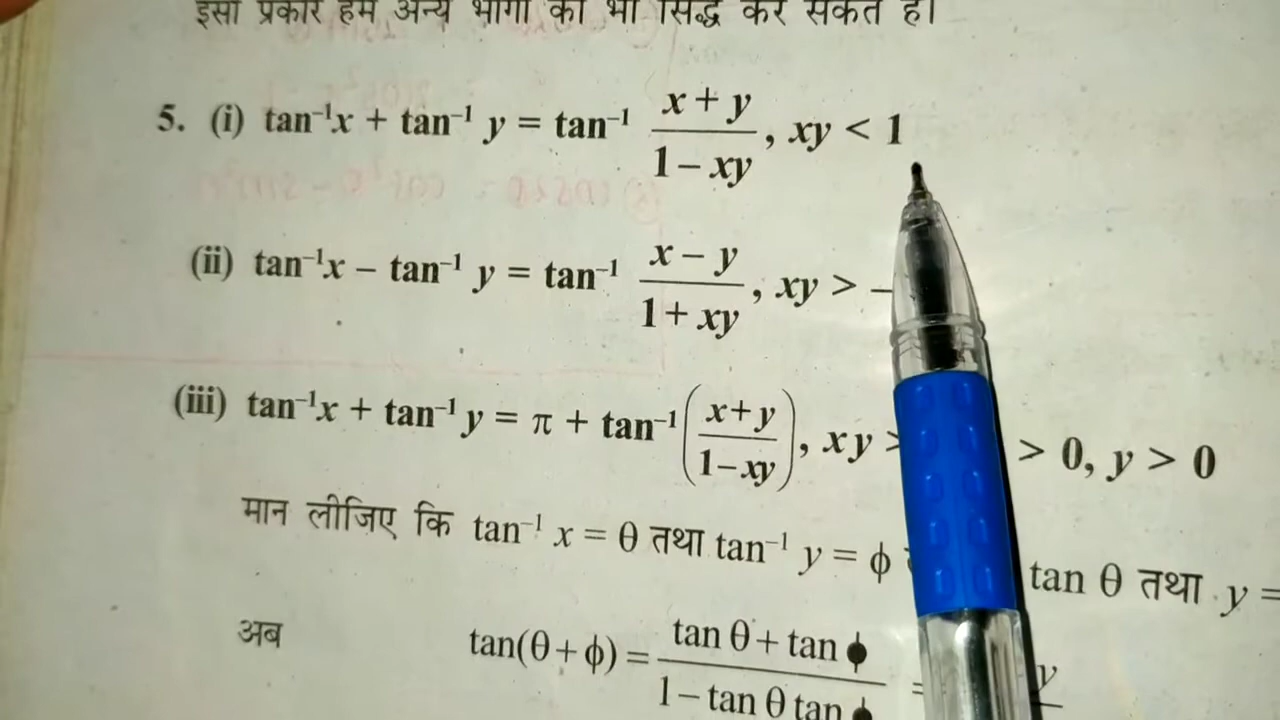 इसी प्रकार हम अन्य भागों को भी सिद्ध कर सकते हैं।
5. (i) tan⁻¹x + tan⁻¹ y = tan⁻¹ (x + y)/(1 – xy), xy < 1
(ii) tan⁻¹x – tan⁻¹ y = tan⁻¹ (x – y)/(1 + xy), xy > –
(iii) tan⁻¹x + tan⁻¹ y = π + tan⁻¹((x+y)/(1–xy)), xy > 0, y > 0
मान लीजिए कि tan⁻¹ x = θ तथा tan⁻¹ y = ϕ tan θ तथा y =
अब tan(θ + ϕ) = (tan θ + tan ϕ)/(1 – tan θ tan ϕ) = y